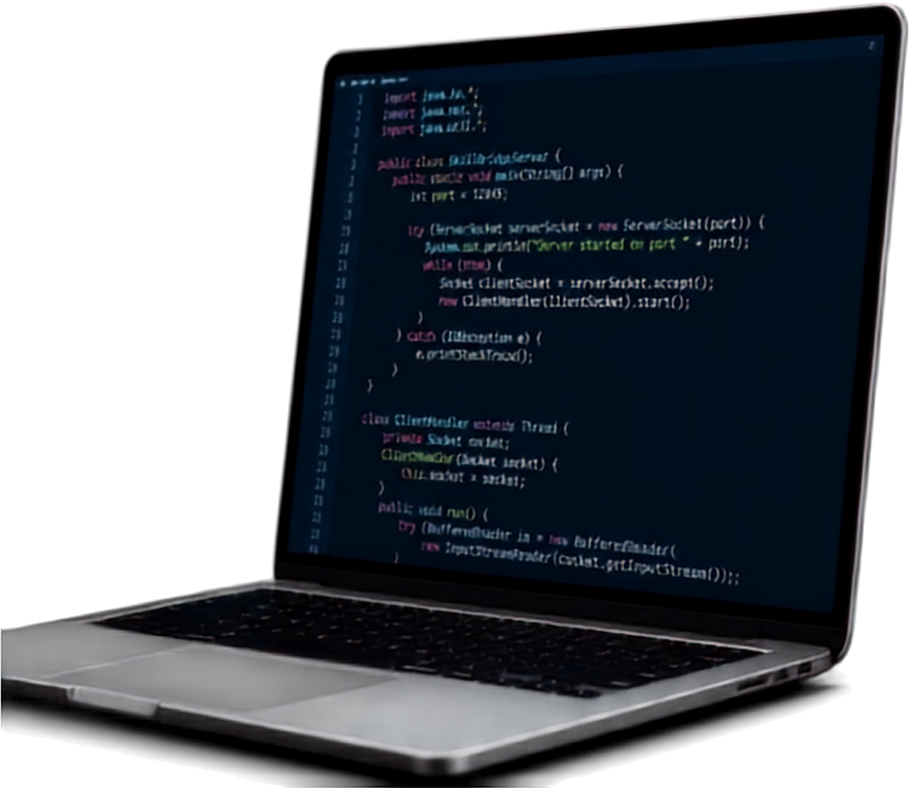 import java.io.*;
import java.net.*;
import java.util.*;
public class SkillBridgeServer {
public static void main(String[] args) {
int port = 12345;
try (ServerSocket serverSocket = new ServerSocket(port)) {
System.out.println("Server started on port " + port);
while (true) {
Socket clientSocket = serverSocket.accept();
new ClientHandler(clientSocket).start();
}
} catch (IOException e) {
e.printStackTrace();
}
}
class ClientHandler extends Thread {
private Socket socket;
ClientHandler(Socket socket) {
this.socket = socket;
}
public void run() {
try (BufferedReader in = new BufferedReader(
new InputStreamReader(socket.getInputStream());;
}